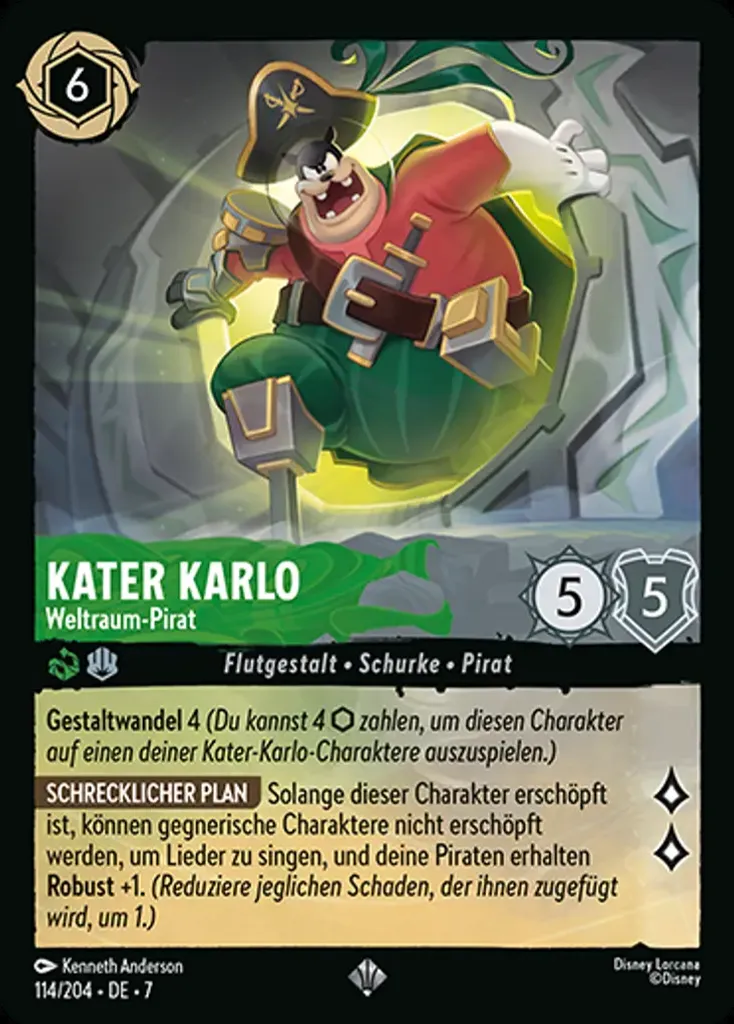 6
KATER KARLO
Weltraum-Pirat
5 5
Flutgestalt • Schurke • Pirat
Gestaltwandel 4 (Du kannst 4 ⬡ zahlen, um diesen Charakter
auf einen deiner Kater-Karlo-Charaktere auszuspielen.)
SCHRECKLICHER PLAN Solange dieser Charakter erschöpft
ist, können gegnerische Charaktere nicht erschöpft
werden, um Lieder zu singen, und deine Piraten erhalten
Robust +1. (Reduziere jeglichen Schaden, der ihnen zugefügt
wird, um 1.)
Kenneth Anderson
114/204 • DE • 7
Disney Lorcana
©Disney